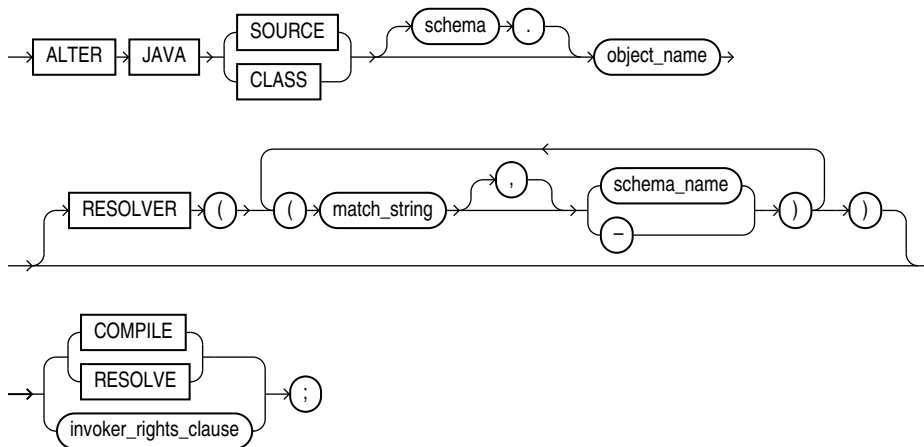 SOURCE schema .
ALTER JAVA object_name
CLASS
,
schema_name
RESOLVER ( ( match_string ) )
–
COMPILE
RESOLVE ;
invoker_rights_clause